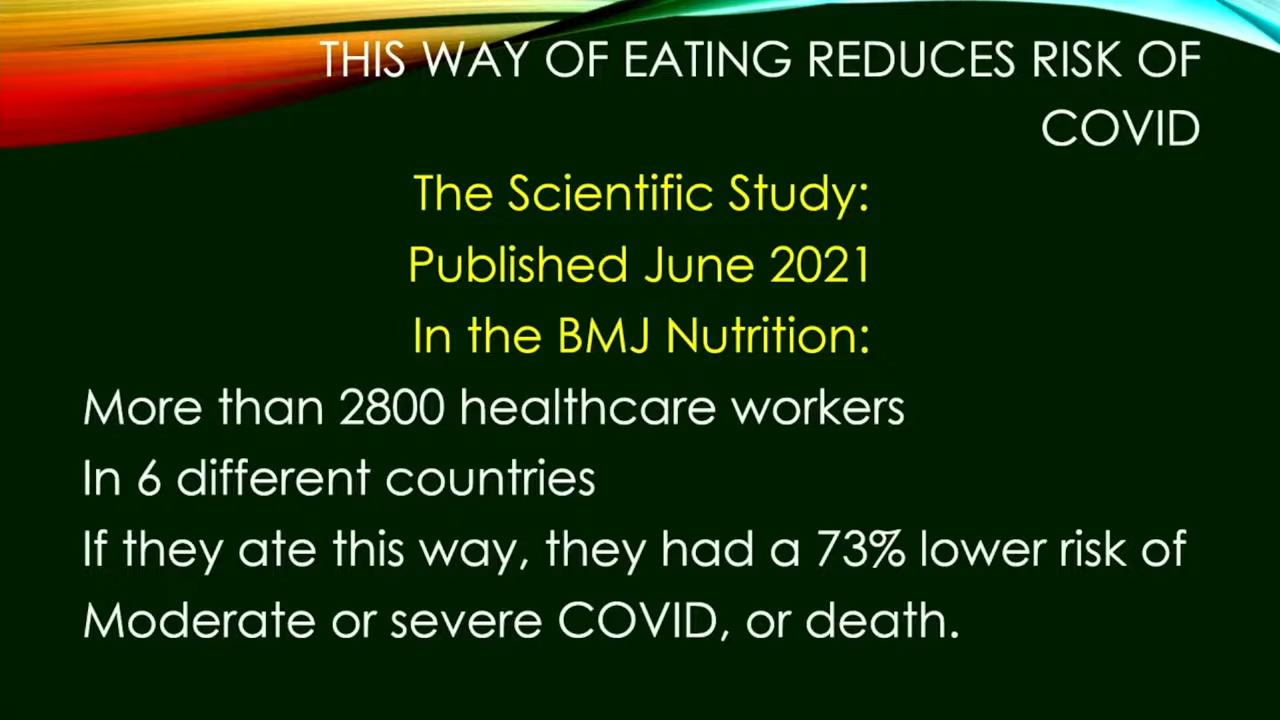 THIS WAY OF EATING REDUCES RISK OF
COVID
The Scientific Study:
Published June 2021
In the BMJ Nutrition:
More than 2800 healthcare workers
In 6 different countries
If they ate this way, they had a 73% lower risk of
Moderate or severe COVID, or death.